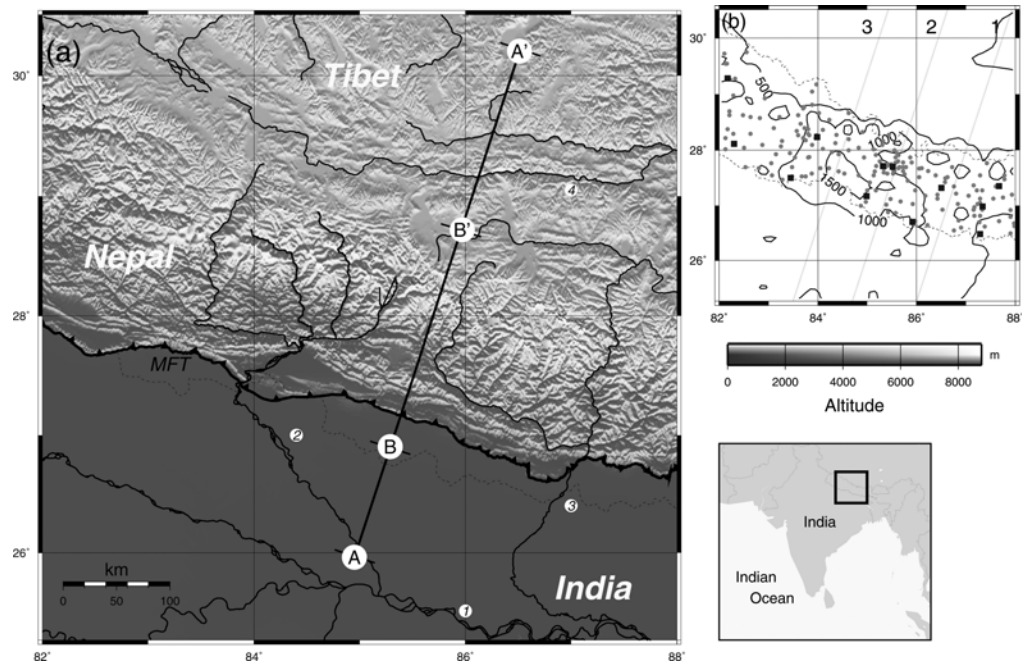 (a)
A'
30°
Tibet
4
B'
Nepal
28°
MFT
2
B
3
A
26°
km
0 50 100
India
1
82° 84° 86° 88°
(b)
3 2 1
30°
500
1000
28°
1500
1000
26°
82° 84° 86° 88°
m
0 2000 4000 6000 8000
Altitude
India
Indian
Ocean